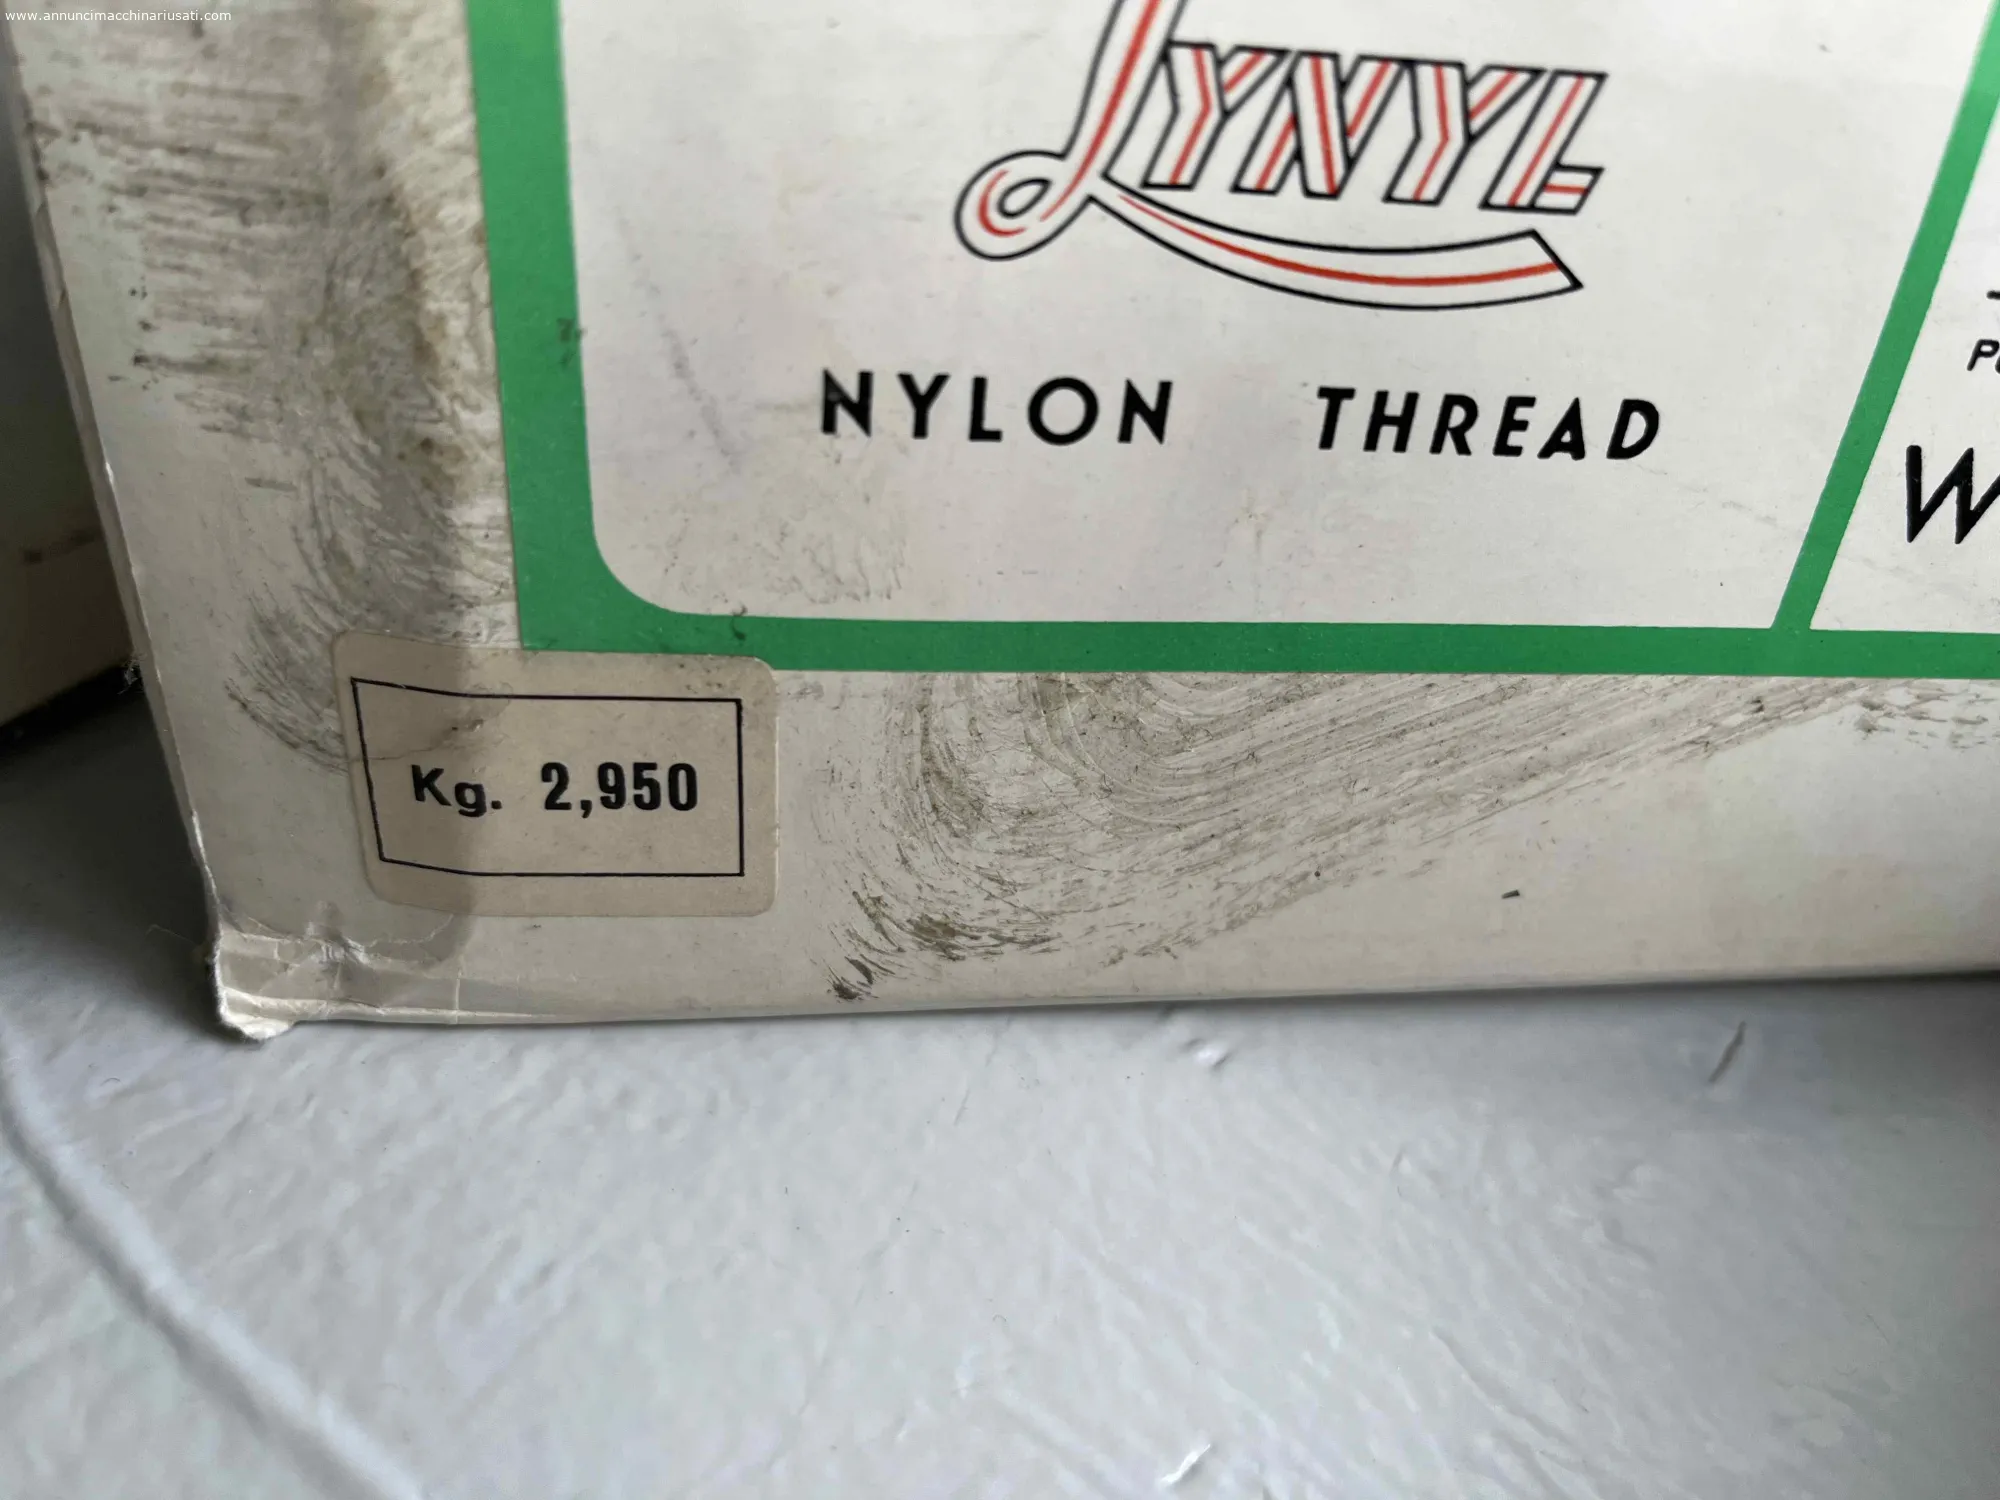 www.annuncimacchinariusati.com
LYNYL
NYLON THREAD
Kg. 2,950